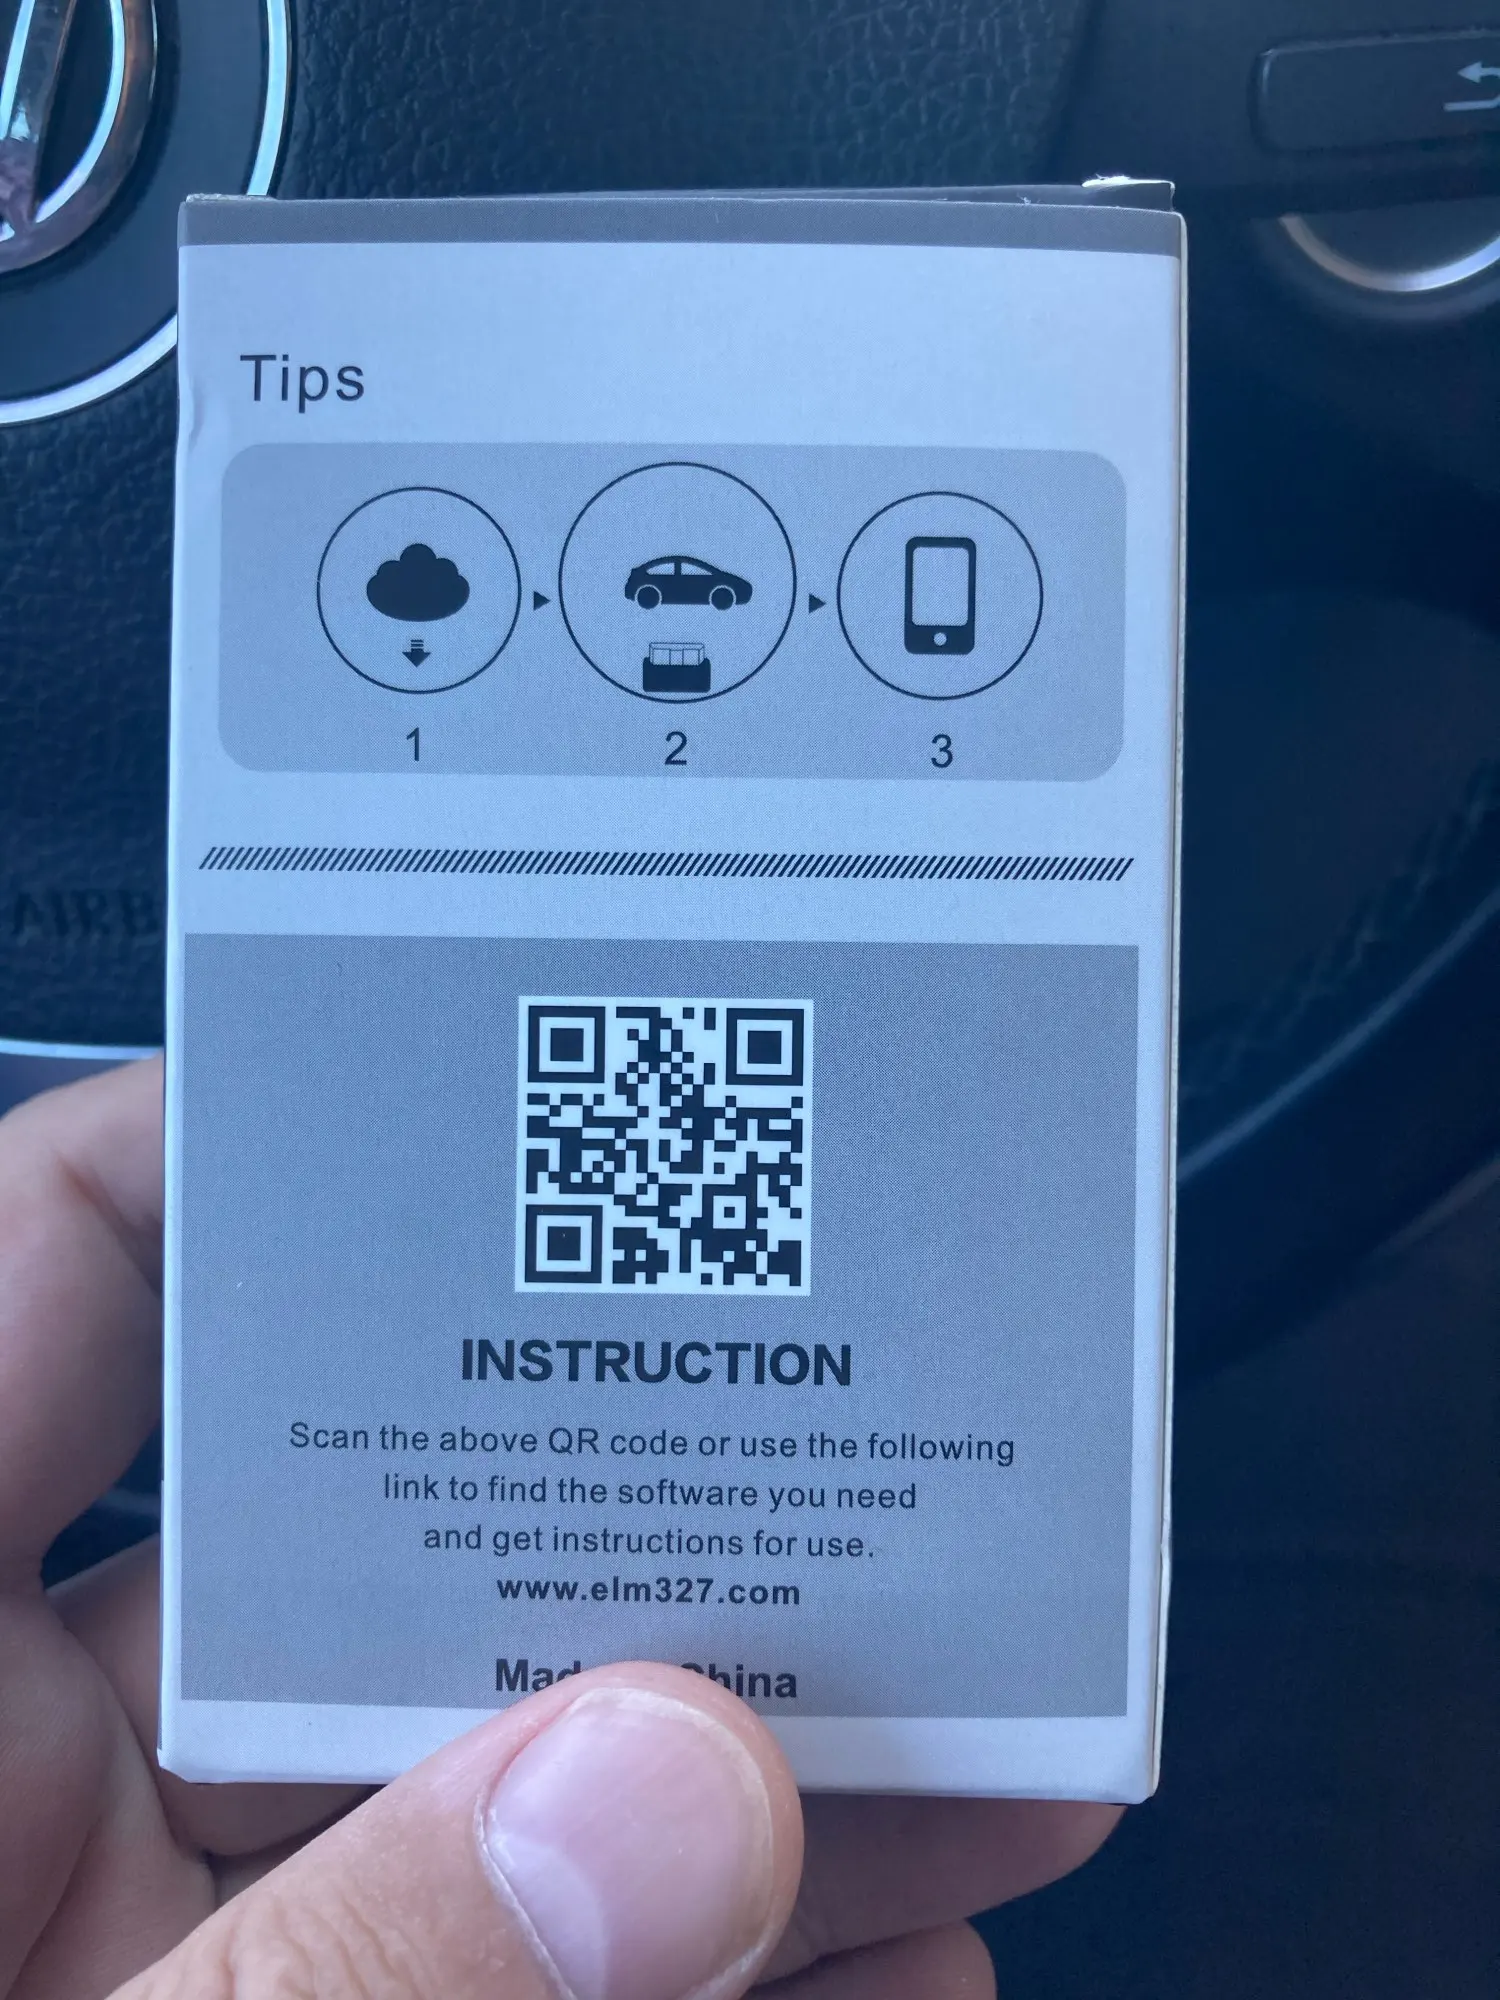 Tips
1
2
3
INSTRUCTION
Scan the above QR code or use the following
link to find the software you need
and get instructions for use.
www.elm327.com
China